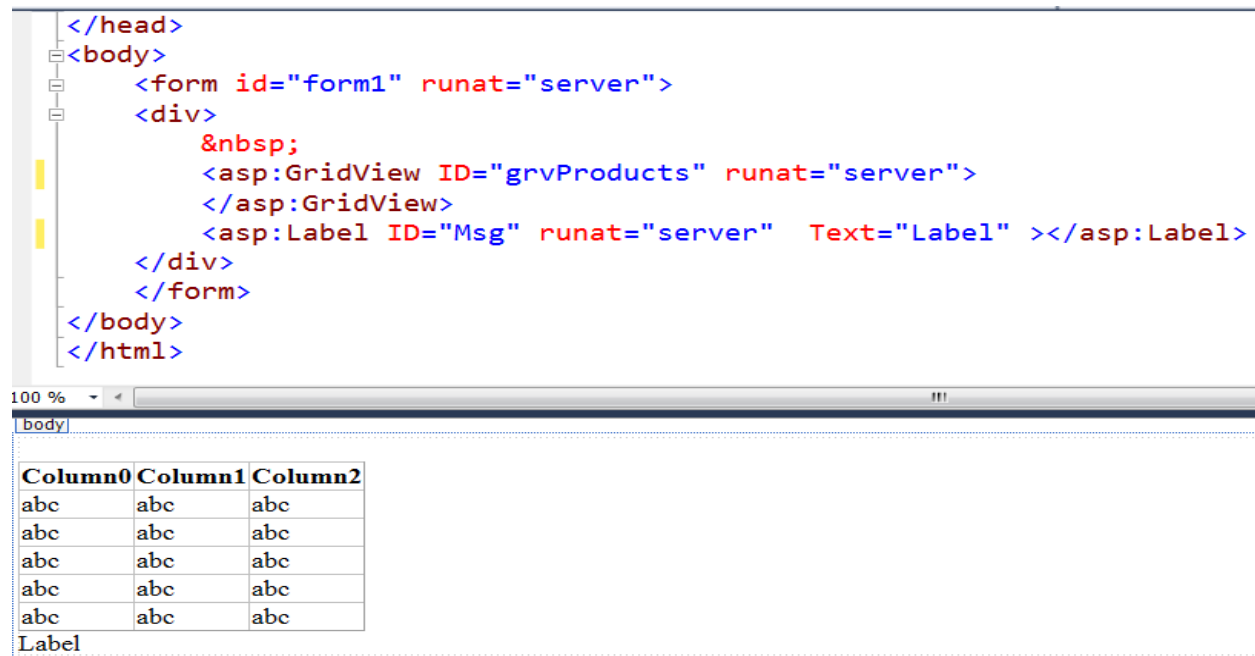 </head>
<body>
<form id="form1" runat="server">
<div>
&nbsp;
<asp:GridView ID="grvProducts" runat="server">
</asp:GridView>
<asp:Label ID="Msg" runat="server"  Text="Label" ></asp:Label>
</div>
</form>
</body>
</html>
100 %
body
Column0 Column1 Column2
abc abc abc
abc abc abc
abc abc abc
abc abc abc
abc abc abc
Label